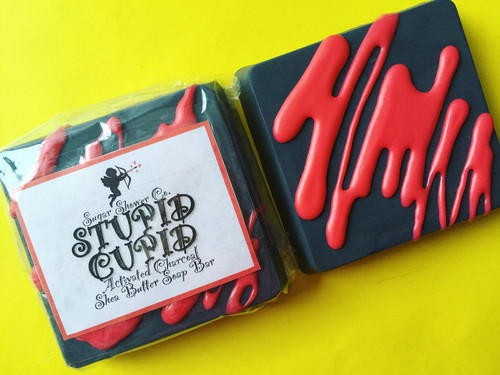 Sugar Shower Co.
STUPID
CUPID
Activated Charcoal
Shea Butter Soap Bar